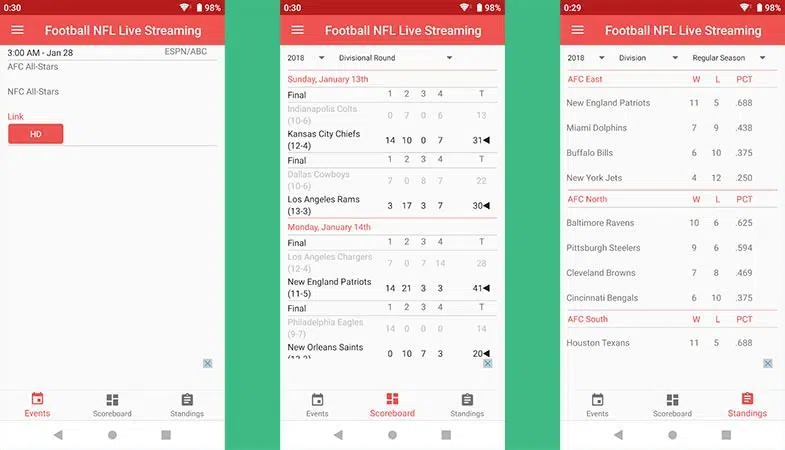 0:30 98%
Football NFL Live Streaming
3:00 AM - Jan 28 ESPN/ABC
AFC All-Stars
NFC All-Stars
Link
HD
Events Scoreboard Standings
0:30 98%
Football NFL Live Streaming
2018 Divisional Round
Sunday, January 13th
Final 1 2 3 4 T
Indianapolis Colts 0 7 0 6 13
(10-6)
Kansas City Chiefs 14 10 0 7 31
(12-4)
Final 1 2 3 4 T
Dallas Cowboys 7 0 8 7 22
(10-6)
Los Angeles Rams 3 17 3 7 30
(13-3)
Monday, January 14th
Final 1 2 3 4 T
Los Angeles Chargers 7 0 7 14 28
(12-4)
New England Patriots 14 21 3 3 41
(11-5)
Final 1 2 3 4 T
Philadelphia Eagles 14 0 0 0 14
(9-7)
New Orleans Saints 0 10 7 3 20
Events Scoreboard Standings
0:29 98%
Football NFL Live Streaming
2018 Division Regular Season
AFC East W L PCT
New England Patriots 11 5 .688
Miami Dolphins 7 9 .438
Buffalo Bills 6 10 .375
New York Jets 4 12 .250
AFC North W L PCT
Baltimore Ravens 10 6 .625
Pittsburgh Steelers 9 6 .594
Cleveland Browns 7 8 .469
Cincinnati Bengals 6 10 .375
AFC South W L PCT
Houston Texans 11 5 .688
Events Scoreboard Standings